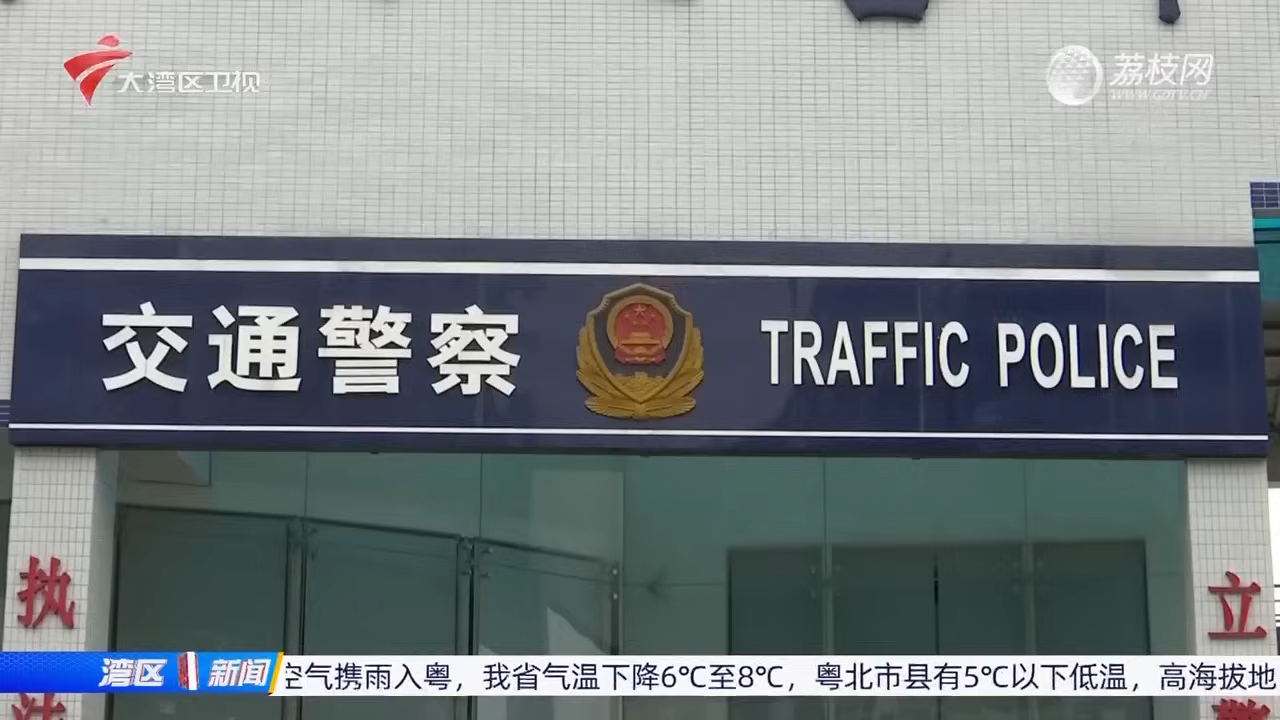 大湾区卫视
荔枝网
WWW.GDTV.CN
交通警察 TRAFFIC POLICE
执
立
湾区新闻
空气携雨入粤，我省气温下降6℃至8℃，粤北市县有5℃以下低温，高海拔地